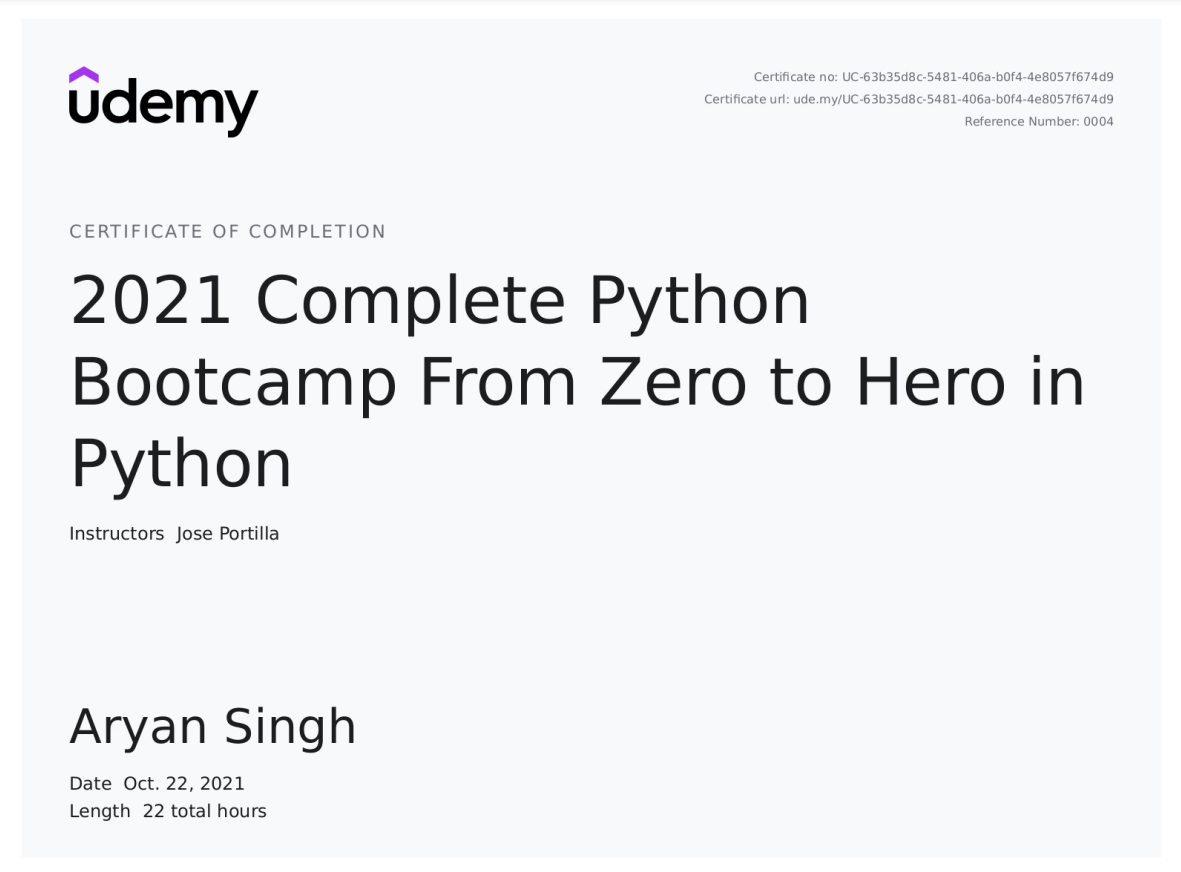 udemy
Certificate no: UC-63b35d8c-5481-406a-b0f4-4e8057f674d9
Certificate url: ude.my/UC-63b35d8c-5481-406a-b0f4-4e8057f674d9
Reference Number: 0004
CERTIFICATE OF COMPLETION
2021 Complete Python
Bootcamp From Zero to Hero in
Python
Instructors Jose Portilla
Aryan Singh
Date Oct. 22, 2021
Length 22 total hours